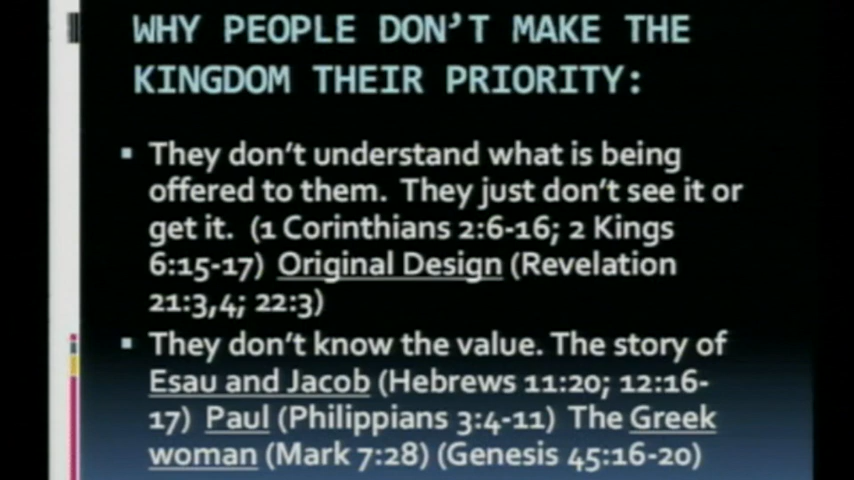 WHY PEOPLE DON'T MAKE THE
KINGDOM THEIR PRIORITY:
▪ They don't understand what is being
offered to them. They just don't see it or
get it. (1 Corinthians 2:6-16; 2 Kings
6:15-17) Original Design (Revelation
21:3,4; 22:3)
▪ They don't know the value. The story of
Esau and Jacob (Hebrews 11:20; 12:16-
17) Paul (Philippians 3:4-11) The Greek
woman (Mark 7:28) (Genesis 45:16-20)